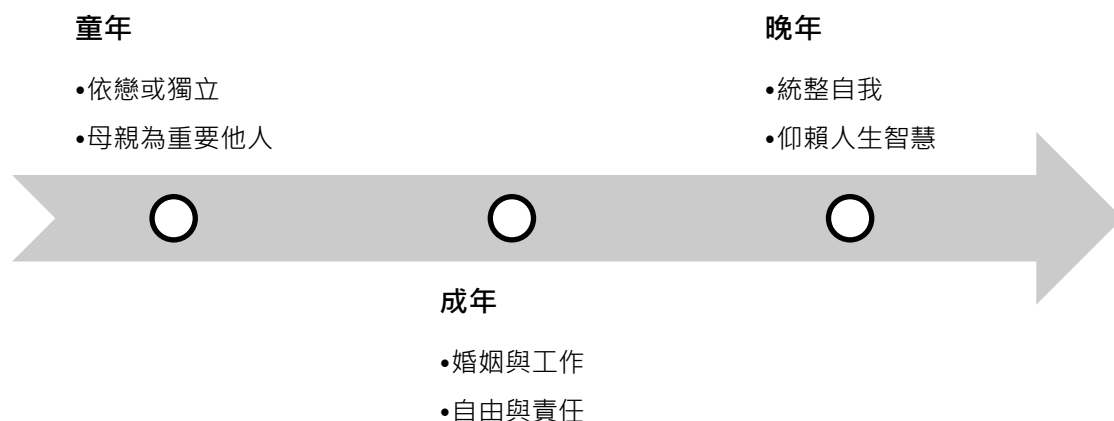 童年
•依戀或獨立
•母親為重要他人
成年
•婚姻與工作
•自由與責任
晚年
•統整自我
•仰賴人生智慧